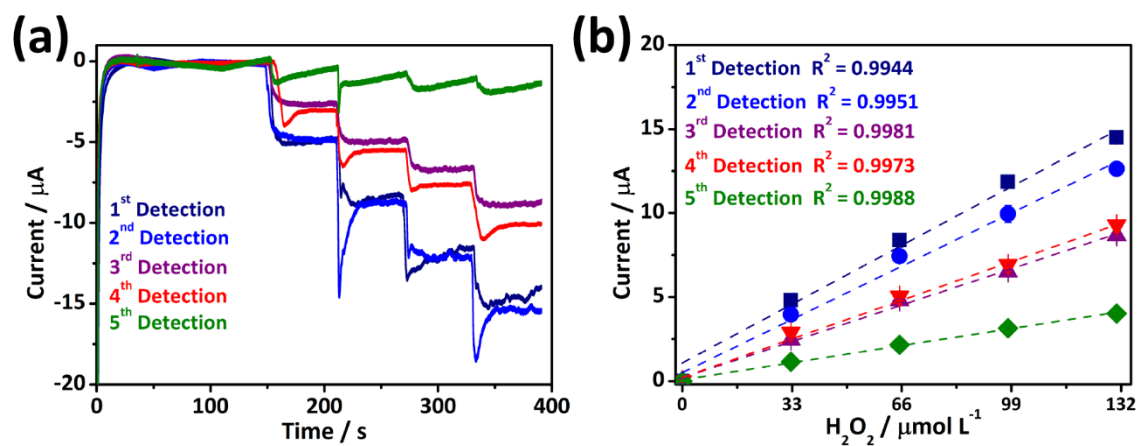 (a)
0
-5
-10
-15
-20
Current / µA
1st Detection
2nd Detection
3rd Detection
4th Detection
5th Detection
0 100 200 300 400
Time / s
(b)
20
15
10
5
0
Current / µA
1st Detection R² = 0.9944
2nd Detection R² = 0.9951
3rd Detection R² = 0.9981
4th Detection R² = 0.9973
5th Detection R² = 0.9988
0 33 66 99 132
H₂O₂ / µmol L⁻¹